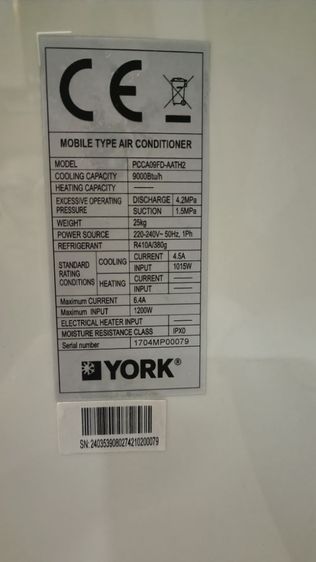 CE
MOBILE TYPE AIR CONDITIONER
MODEL PCCA09FD-AATH2
COOLING CAPACITY 9000Btu/h
HEATING CAPACITY ——
EXCESSIVE OPERATING PRESSURE DISCHARGE 4.2MPa
SUCTION 1.5MPa
WEIGHT 25kg
POWER SOURCE 220-240V~ 50Hz, 1Ph
REFRIGERANT R410A/380g
STANDARD RATING CONDITIONS COOLING CURRENT 4.5A
INPUT 1015W
HEATING CURRENT ——
INPUT ——
Maximum CURRENT 6.4A
Maximum INPUT 1200W
ELECTRICAL HEATER INPUT ——
MOISTURE RESISTANCE CLASS IPX0
Serial number 1704MP00079
YORK®
SN: 2403539080274210200079